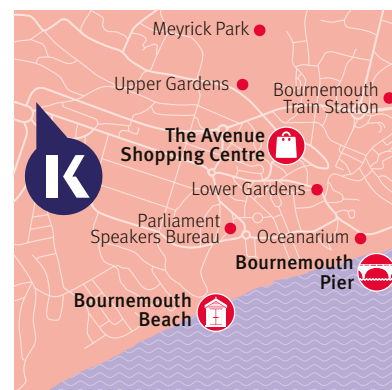 Meyrick Park
Upper Gardens
Bournemouth
Train Station
The Avenue
Shopping Centre
K
Lower Gardens
Parliament
Speakers Bureau
Oceanarium
Bournemouth
Pier
Bournemouth
Beach